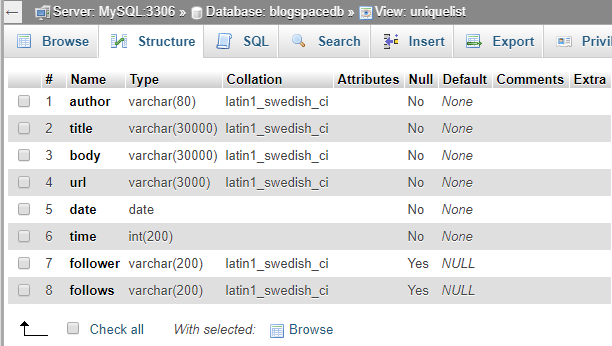 Server: MySQL:3306 » Database: blogspacedb » View: uniquelist
Browse Structure SQL Search Insert Export Privil
# Name Type Collation Attributes Null Default Comments Extra
1 author varchar(80) latin1_swedish_ci No None
2 title varchar(30000) latin1_swedish_ci No None
3 body varchar(30000) latin1_swedish_ci No None
4 url varchar(3000) latin1_swedish_ci No None
5 date date No None
6 time int(200) No None
7 follower varchar(200) latin1_swedish_ci Yes NULL
8 follows varchar(200) latin1_swedish_ci Yes NULL
Check all With selected: Browse